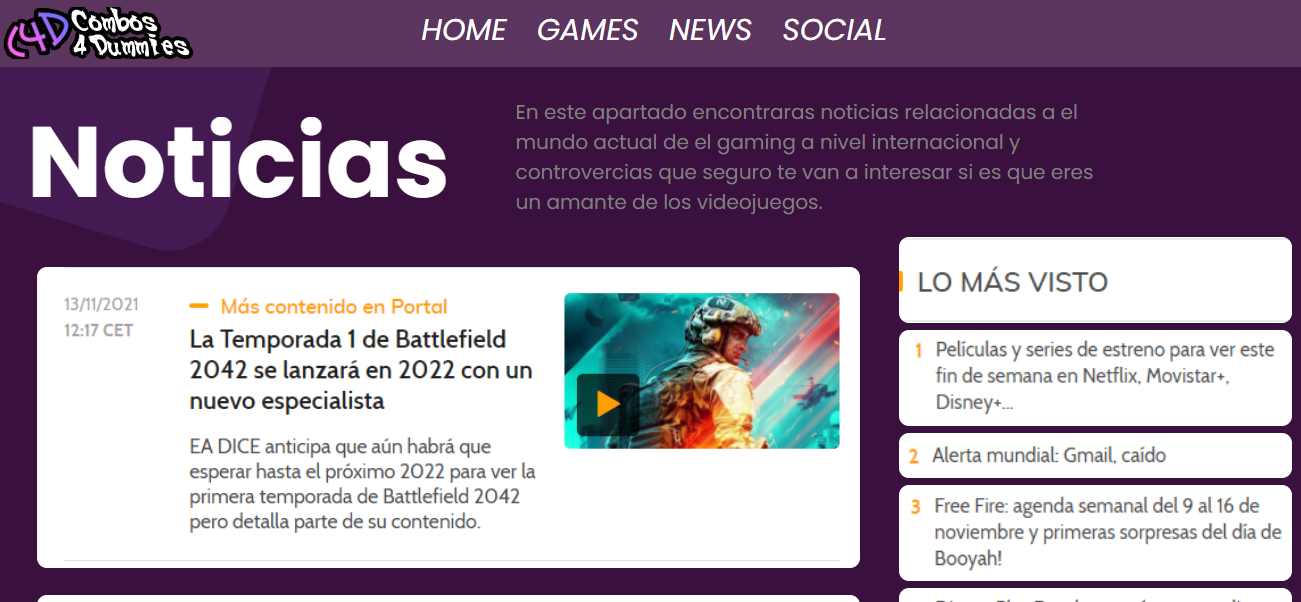 C4D Combos
4 Dummies
HOME GAMES NEWS SOCIAL
Noticias
En este apartado encontraras noticias relacionadas a el
mundo actual de el gaming a nivel internacional y
controvercias que seguro te van a interesar si es que eres
un amante de los videojuegos.
13/11/2021
12:17 CET
Más contenido en Portal
La Temporada 1 de Battlefield
2042 se lanzará en 2022 con un
nuevo especialista
EA DICE anticipa que aún habrá que
esperar hasta el próximo 2022 para ver la
primera temporada de Battlefield 2042
pero detalla parte de su contenido.
LO MÁS VISTO
1 Películas y series de estreno para ver este
fin de semana en Netflix, Movistar+,
Disney+...
2 Alerta mundial: Gmail, caído
3 Free Fire: agenda semanal del 9 al 16 de
noviembre y primeras sorpresas del día de
Booyah!